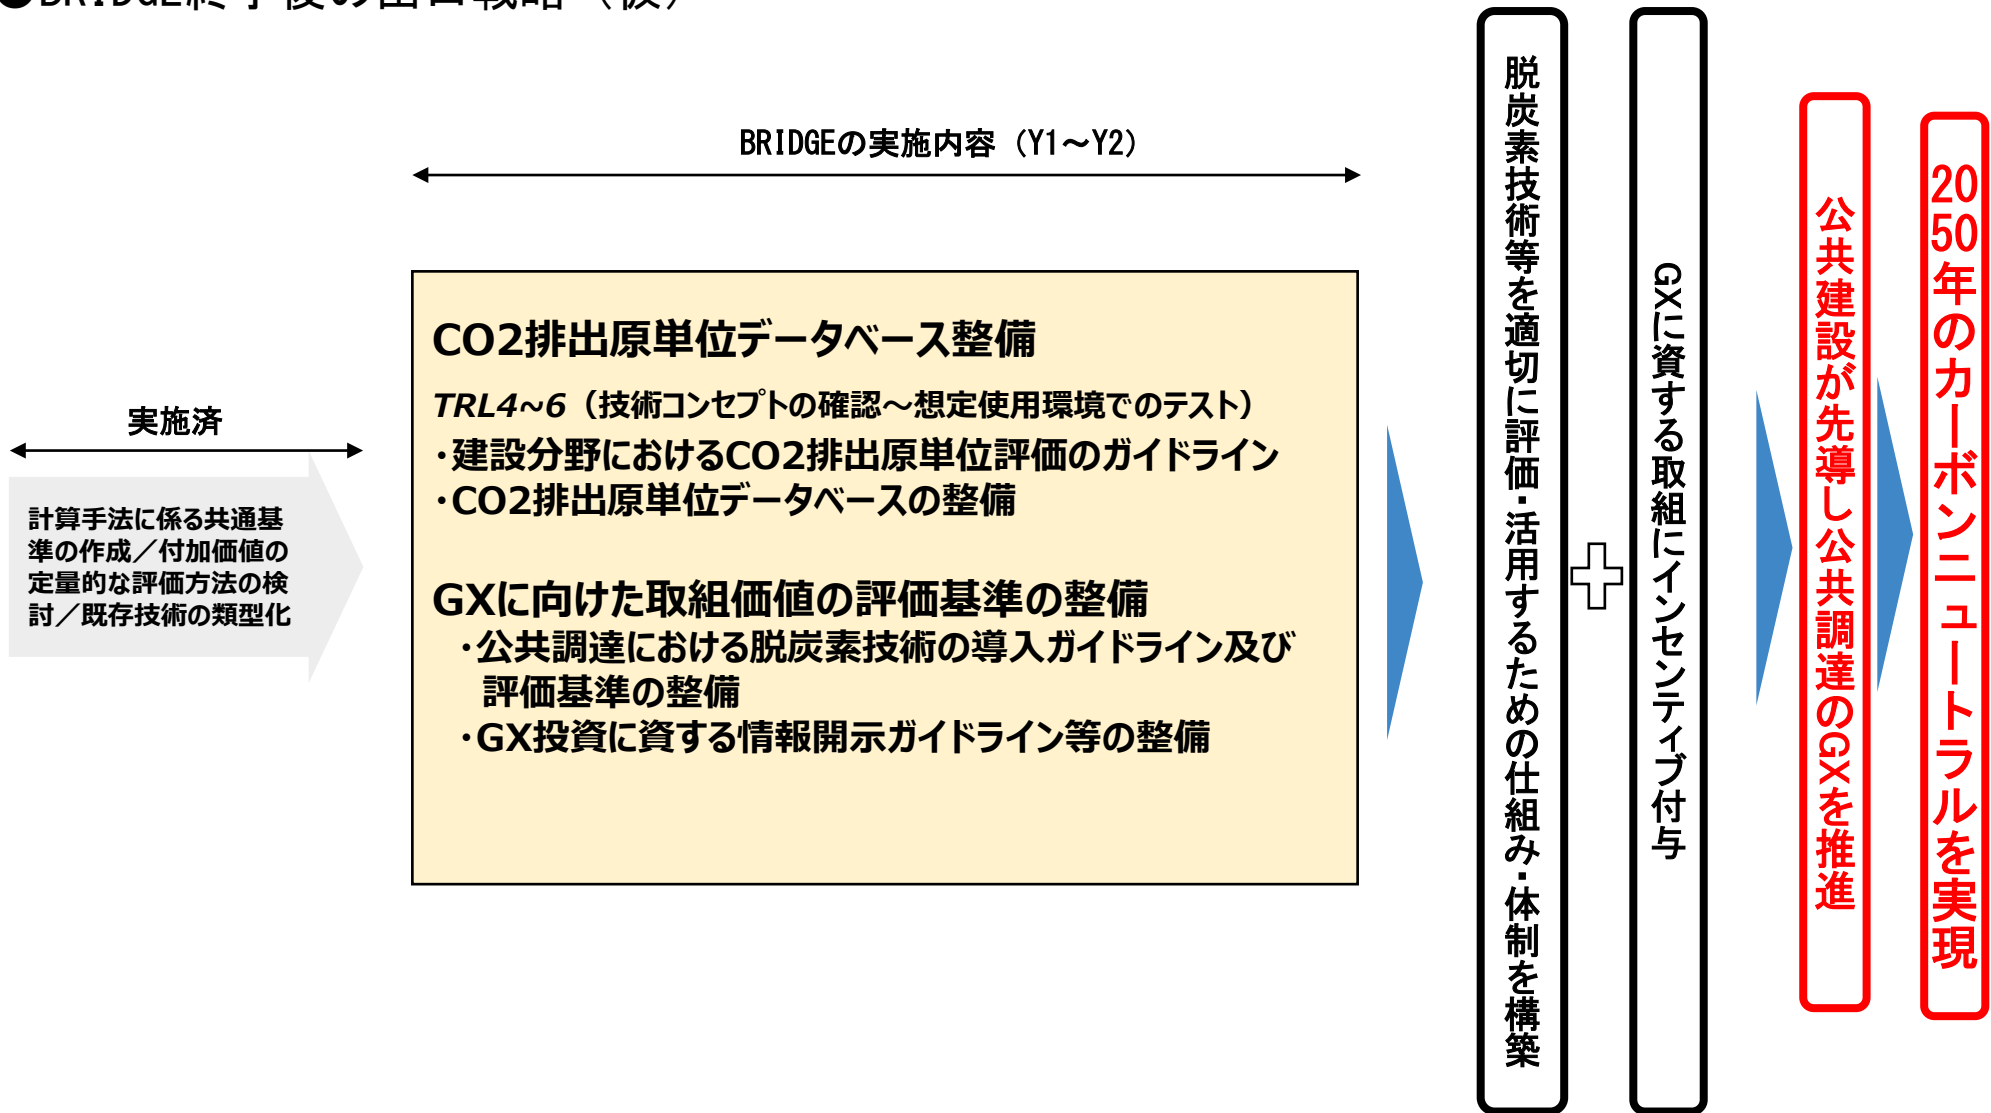 ●BRIDGE終了後の出口戦略（仮）
BRIDGEの実施内容（Y1～Y2）
実施済
計算手法に係る共通基
準の作成／付加価値の
定量的な評価方法の検
討／既存技術の類型化
CO2排出原単位データベース整備
TRL4~6（技術コンセプトの確認～想定使用環境でのテスト）
・建設分野におけるCO2排出原単位評価のガイドライン
・CO2排出原単位データベースの整備
GXに向けた取組価値の評価基準の整備
・公共調達における脱炭素技術の導入ガイドライン及び
評価基準の整備
・GX投資に資する情報開示ガイドライン等の整備
脱炭素技術等を適切に評価・活用するための仕組み・体制を構築
GXに資する取組にインセンティブ付与
公共建設が先導し公共調達のGXを推進
2050年のカーボンニュートラルを実現